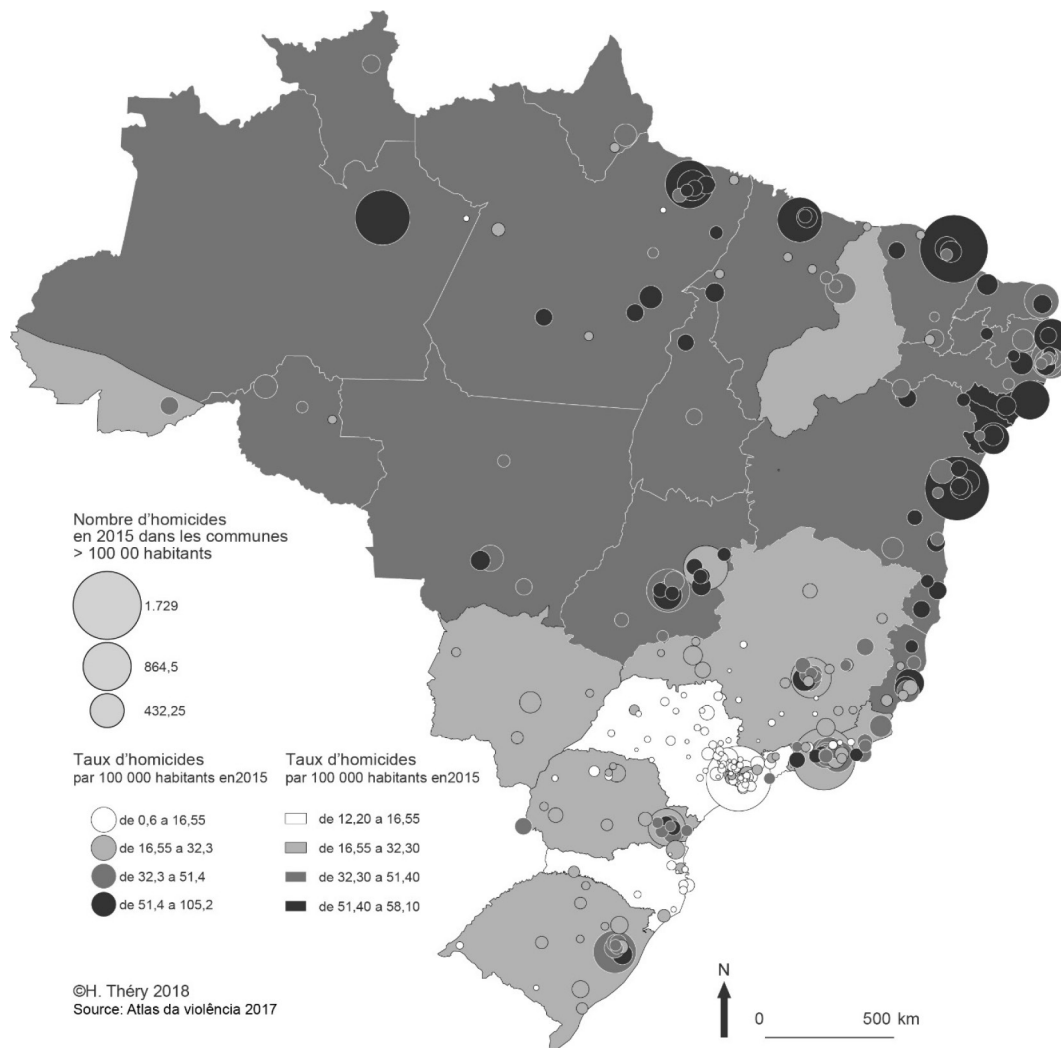 Nombre d'homicides
en 2015 dans les communes
> 100 00 habitants
1.729
864,5
432,25
Taux d'homicides
par 100 000 habitants en2015
de 0,6 a 16,55
de 16,55 a 32,3
de 32,3 a 51,4
de 51,4 a 105,2
Taux d'homicides
par 100 000 habitants en2015
de 12,20 a 16,55
de 16,55 a 32,30
de 32,30 a 51,40
de 51,40 a 58,10
©H. Théry 2018
Source: Atlas da violência 2017
N
0 500 km